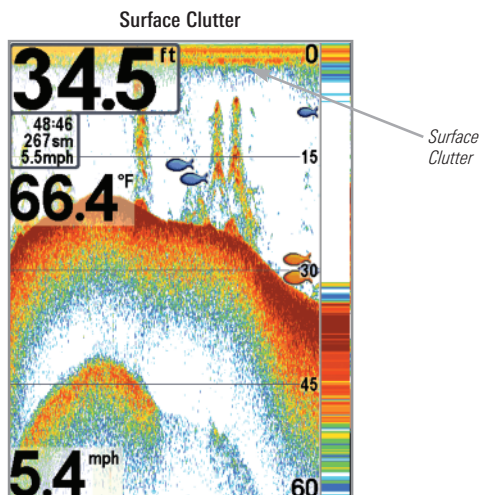 Surface Clutter
34.5 ft
0
48:46
267sm
5.5mph
Surface
Clutter
15
66.4 °F
30
45
5.4 mph
60